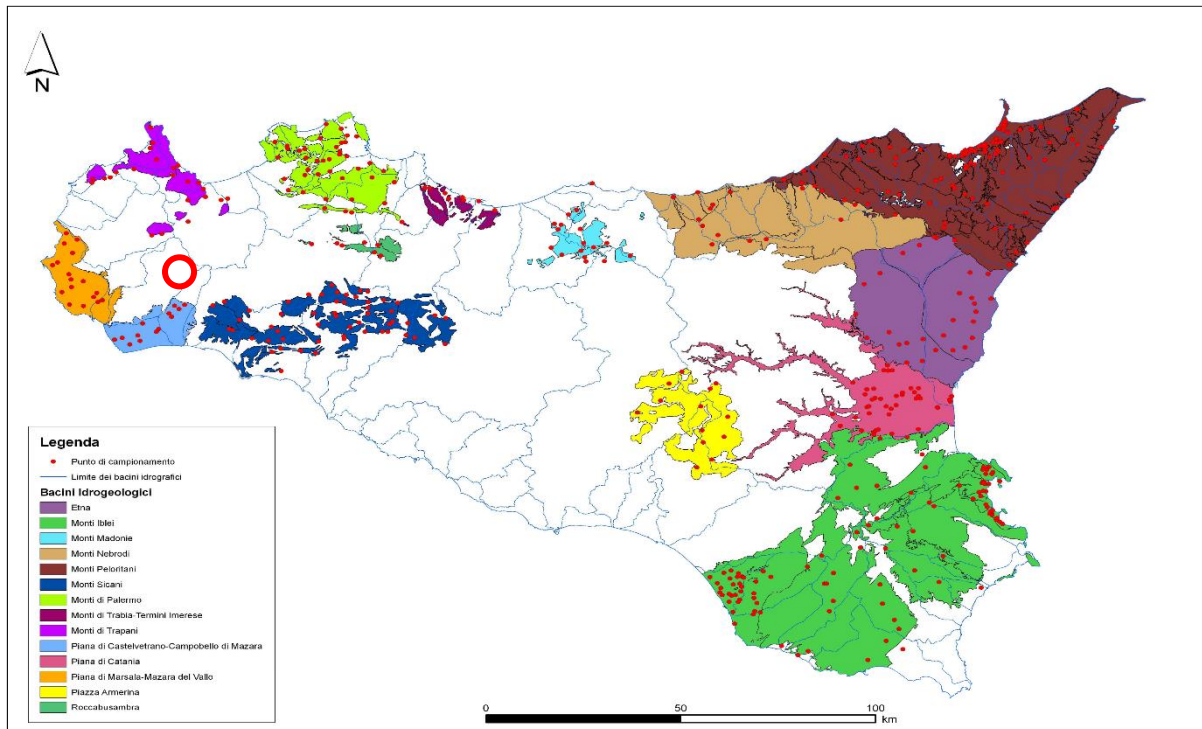 N
Legenda
Punto di campionamento
Limite dei bacini idrografici
Bacini Idrogeologici
Etna
Monti Iblei
Monti Madonie
Monti Nebrodi
Monti Peloritani
Monti Sicani
Monti di Palermo
Monti di Trabia-Termini Imerese
Monti di Trapani
Piana di Castelvetrano-Campobello di Mazara
Piana di Catania
Piana di Marsala-Mazara del Vallo
Piazza Armerina
Roccabusambra
0 50 100
km